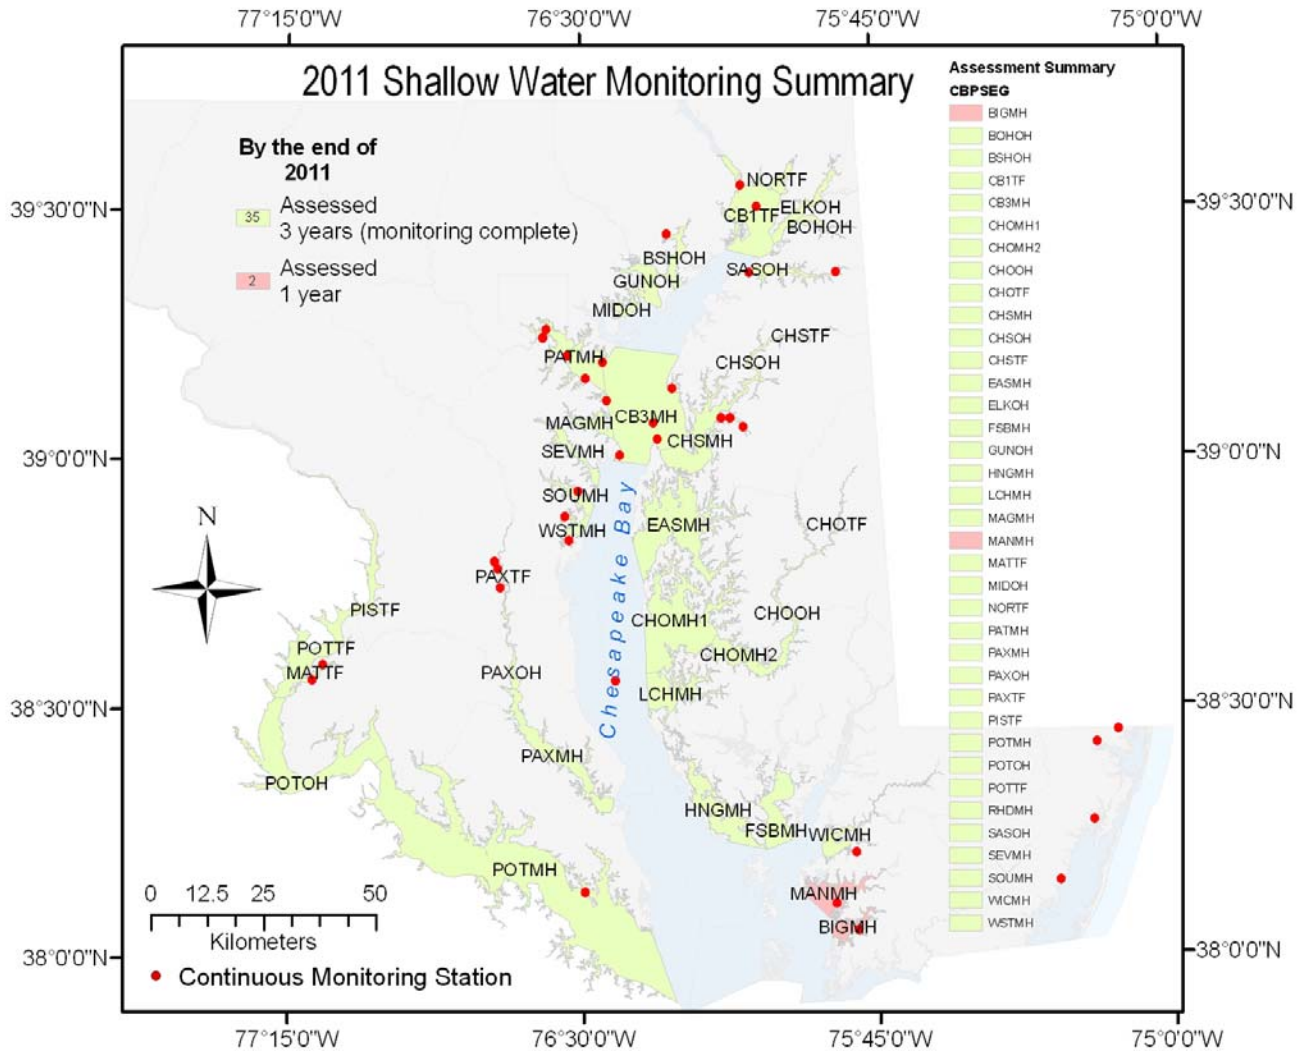 77°15'0"W
76°30'0"W
75°45'0"W
75°0'0"W
2011 Shallow Water Monitoring Summary
Assessment Summary
CBPSEG
BIGMH
BOHOH
BSHOH
CB1TF
CB3MH
CHOMH1
CHOMH2
CHOOH
CHOTF
CHSMH
CHSOH
CHSTF
EASMH
ELKOH
FSBMH
GUNOH
HNGMH
LCHMH
MAGMH
MANMH
MATTF
MIDOH
NORTF
PATMH
PAXMH
PAXOH
PAXTF
PISTF
POTMH
POTOH
POTTF
RHDMH
SASOH
SEVMH
SOUMH
WICMH
WSTMH
By the end of
2011
35
Assessed
3 years (monitoring complete)
2
Assessed
1 year
39°30'0"N
39°30'0"N
39°0'0"N
39°0'0"N
38°30'0"N
38°30'0"N
38°0'0"N
38°0'0"N
NORTF
CB1TF
ELKOH
BOHOH
BSHOH
SASOH
GUNOH
MIDOH
CHSTF
PATMH
CHSOH
CB3MH
MAGMH
CHSMH
SEVMH
SOUMH
WSTMH
EASMH
CHOTF
Chesapeake Bay
N
PAXTF
PISTF
CHOMH1
CHOOH
POTTF
CHOMH2
MATTF
PAXOH
LCHMH
PAXMH
POTOH
HNGMH
FSBMH
WICMH
POTMH
MANMH
BIGMH
0 12.5 25 50
Kilometers
Continuous Monitoring Station
77°15'0"W
76°30'0"W
75°45'0"W
75°0'0"W